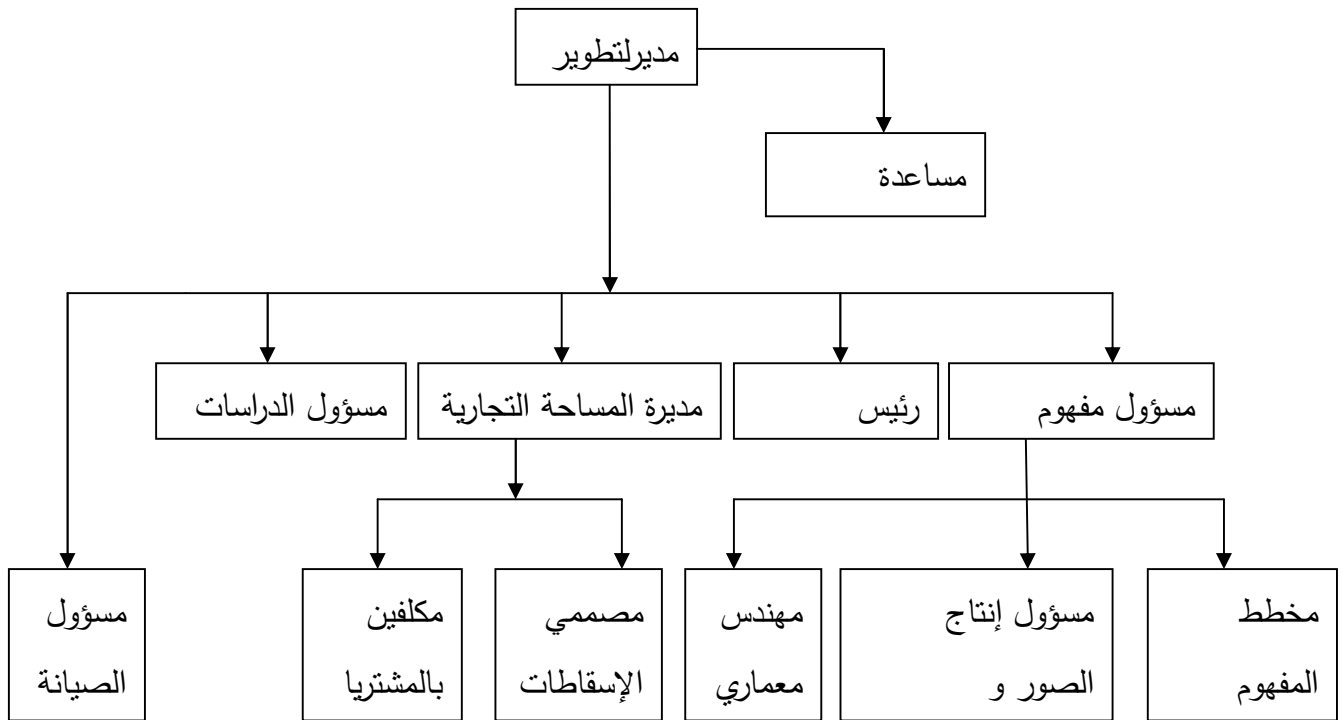 مديرلتطوير
مساعدة
مسؤول مفهوم
رئيس
مديرة المساحة التجارية
مسؤول الدراسات
مخطط
المفهوم
مسؤول إنتاج
الصور و
مهندس
معماري
مصممي
الإسقاطات
مكلفين
بالمشتريا
مسؤول
الصيانة